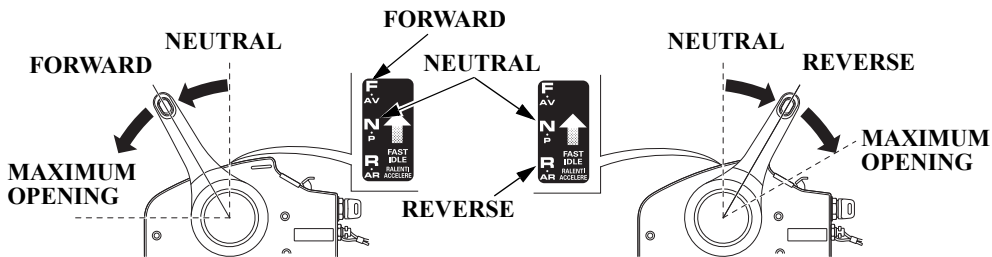 FORWARD
NEUTRAL
FORWARD
MAXIMUM
OPENING
NEUTRAL
F
AV
N
P
R
AR
FAST
IDLE
RALENTI
ACCELERE
F
AV
N
P
R
AR
FAST
IDLE
RALENTI
ACCELERE
REVERSE
NEUTRAL
REVERSE
MAXIMUM
OPENING